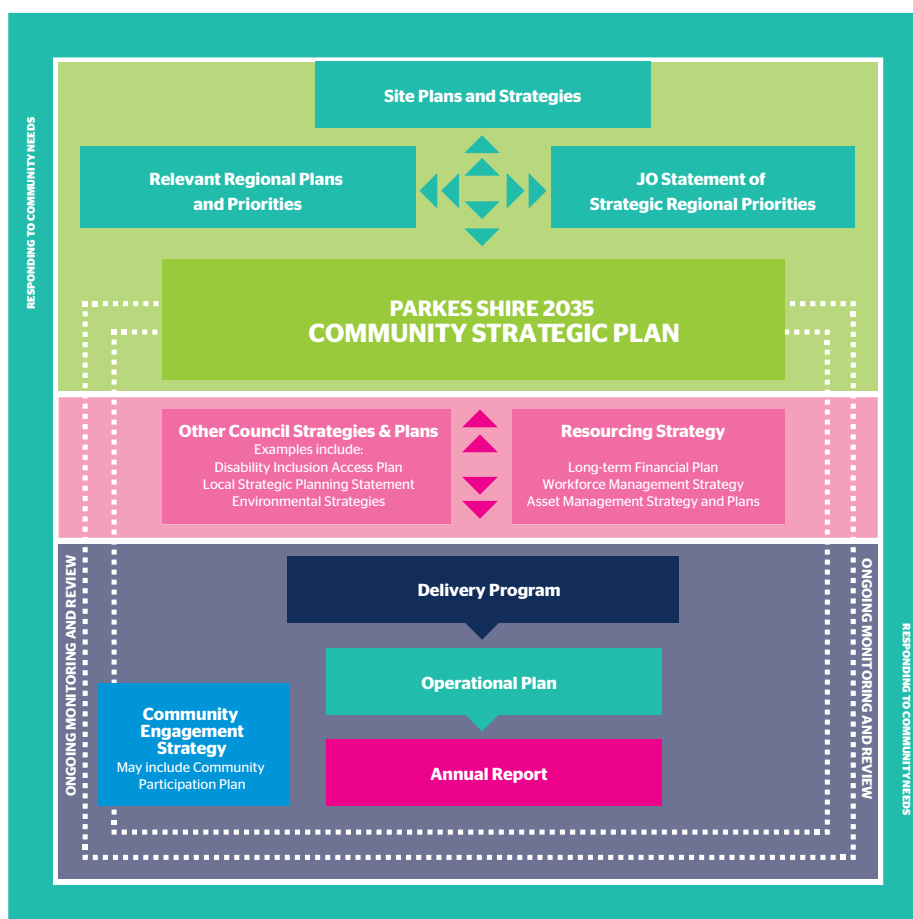 RESPONDING TO COMMUNITY NEEDS
Site Plans and Strategies
Relevant Regional Plans
and Priorities
JO Statement of
Strategic Regional Priorities
PARKES SHIRE 2035
COMMUNITY STRATEGIC PLAN
Other Council Strategies & Plans
Examples include:
Disability Inclusion Access Plan
Local Strategic Planning Statement
Environmental Strategies
Resourcing Strategy
Long-term Financial Plan
Workforce Management Strategy
Asset Management Strategy and Plans
ONGOING MONITORING AND REVIEW
Delivery Program
Operational Plan
Annual Report
Community
Engagement
Strategy
May include Community
Participation Plan
ONGOING MONITORING AND REVIEW
RESPONDING TO COMMUNITY NEEDS